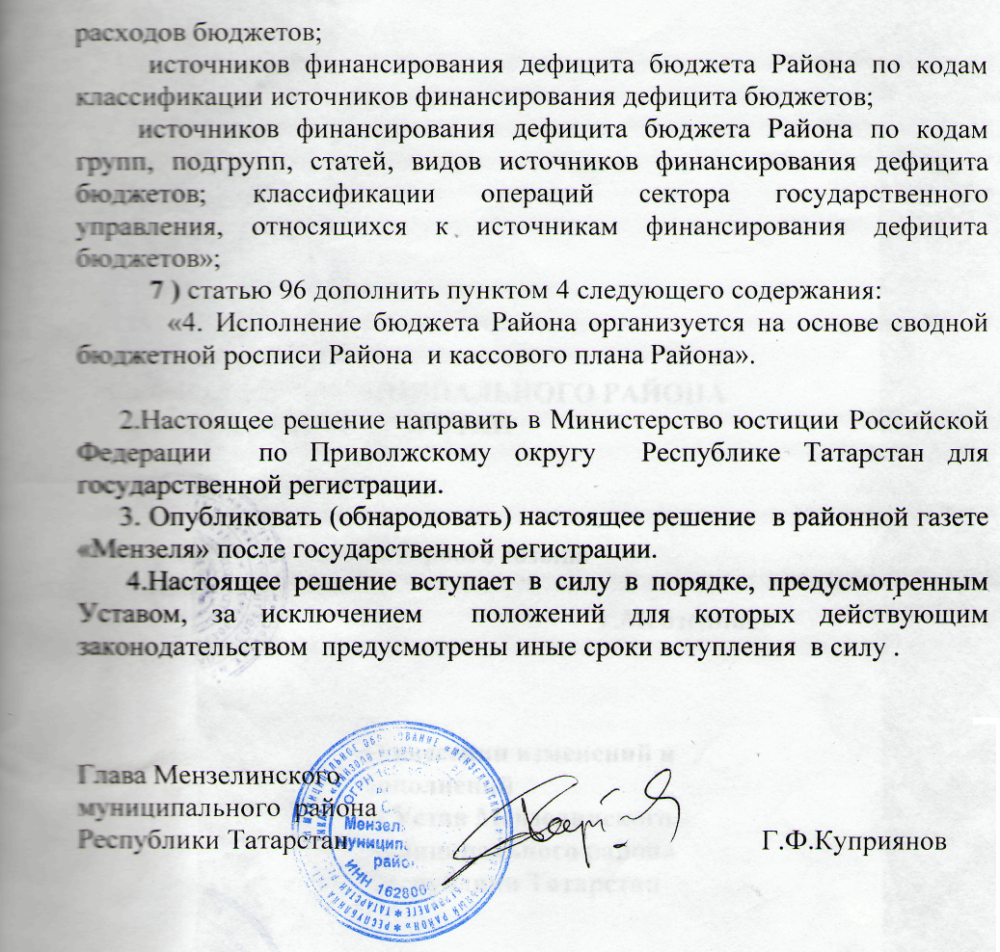 расходов бюджетов;
источников финансирования дефицита бюджета Района по кодам
классификации источников финансирования дефицита бюджетов;
источников финансирования дефицита бюджета Района по кодам
групп, подгрупп, статей, видов источников финансирования дефицита
бюджетов; классификации операций сектора государственного
управления, относящихся к источникам финансирования дефицита
бюджетов»;
7 ) статью 96 дополнить пунктом 4 следующего содержания:
«4. Исполнение бюджета Района организуется на основе сводной
бюджетной росписи Района и кассового плана Района».
2.Настоящее решение направить в Министерство юстиции Российской
Федерации по Приволжскому округу Республике Татарстан для
государственной регистрации.
3. Опубликовать (обнародовать) настоящее решение в районной газете
«Мензеля» после государственной регистрации.
4.Настоящее решение вступает в силу в порядке, предусмотренным
Уставом, за исключением положений для которых действующим
законодательством предусмотрены иные сроки вступления в силу .
Глава Мензелинского
муниципального района
Республики Татарстан
Г.Ф.Куприянов
Мензел
муницип
райо
ИНН 162800